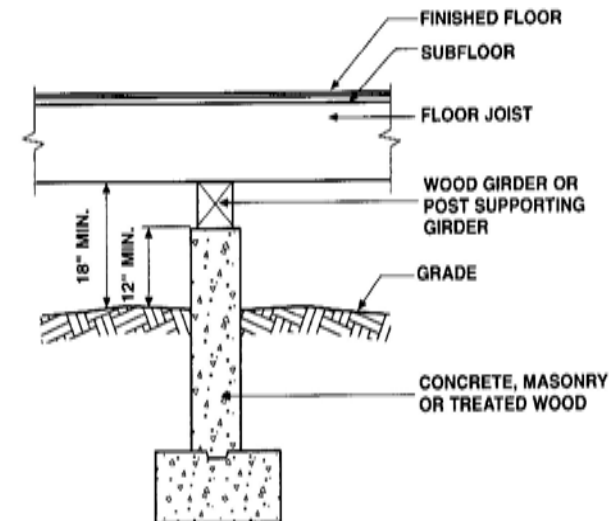 FINISHED FLOOR
SUBFLOOR
FLOOR JOIST
WOOD GIRDER OR
POST SUPPORTING
GIRDER
18" MIN.
12" MIN.
GRADE
CONCRETE, MASONRY
OR TREATED WOOD